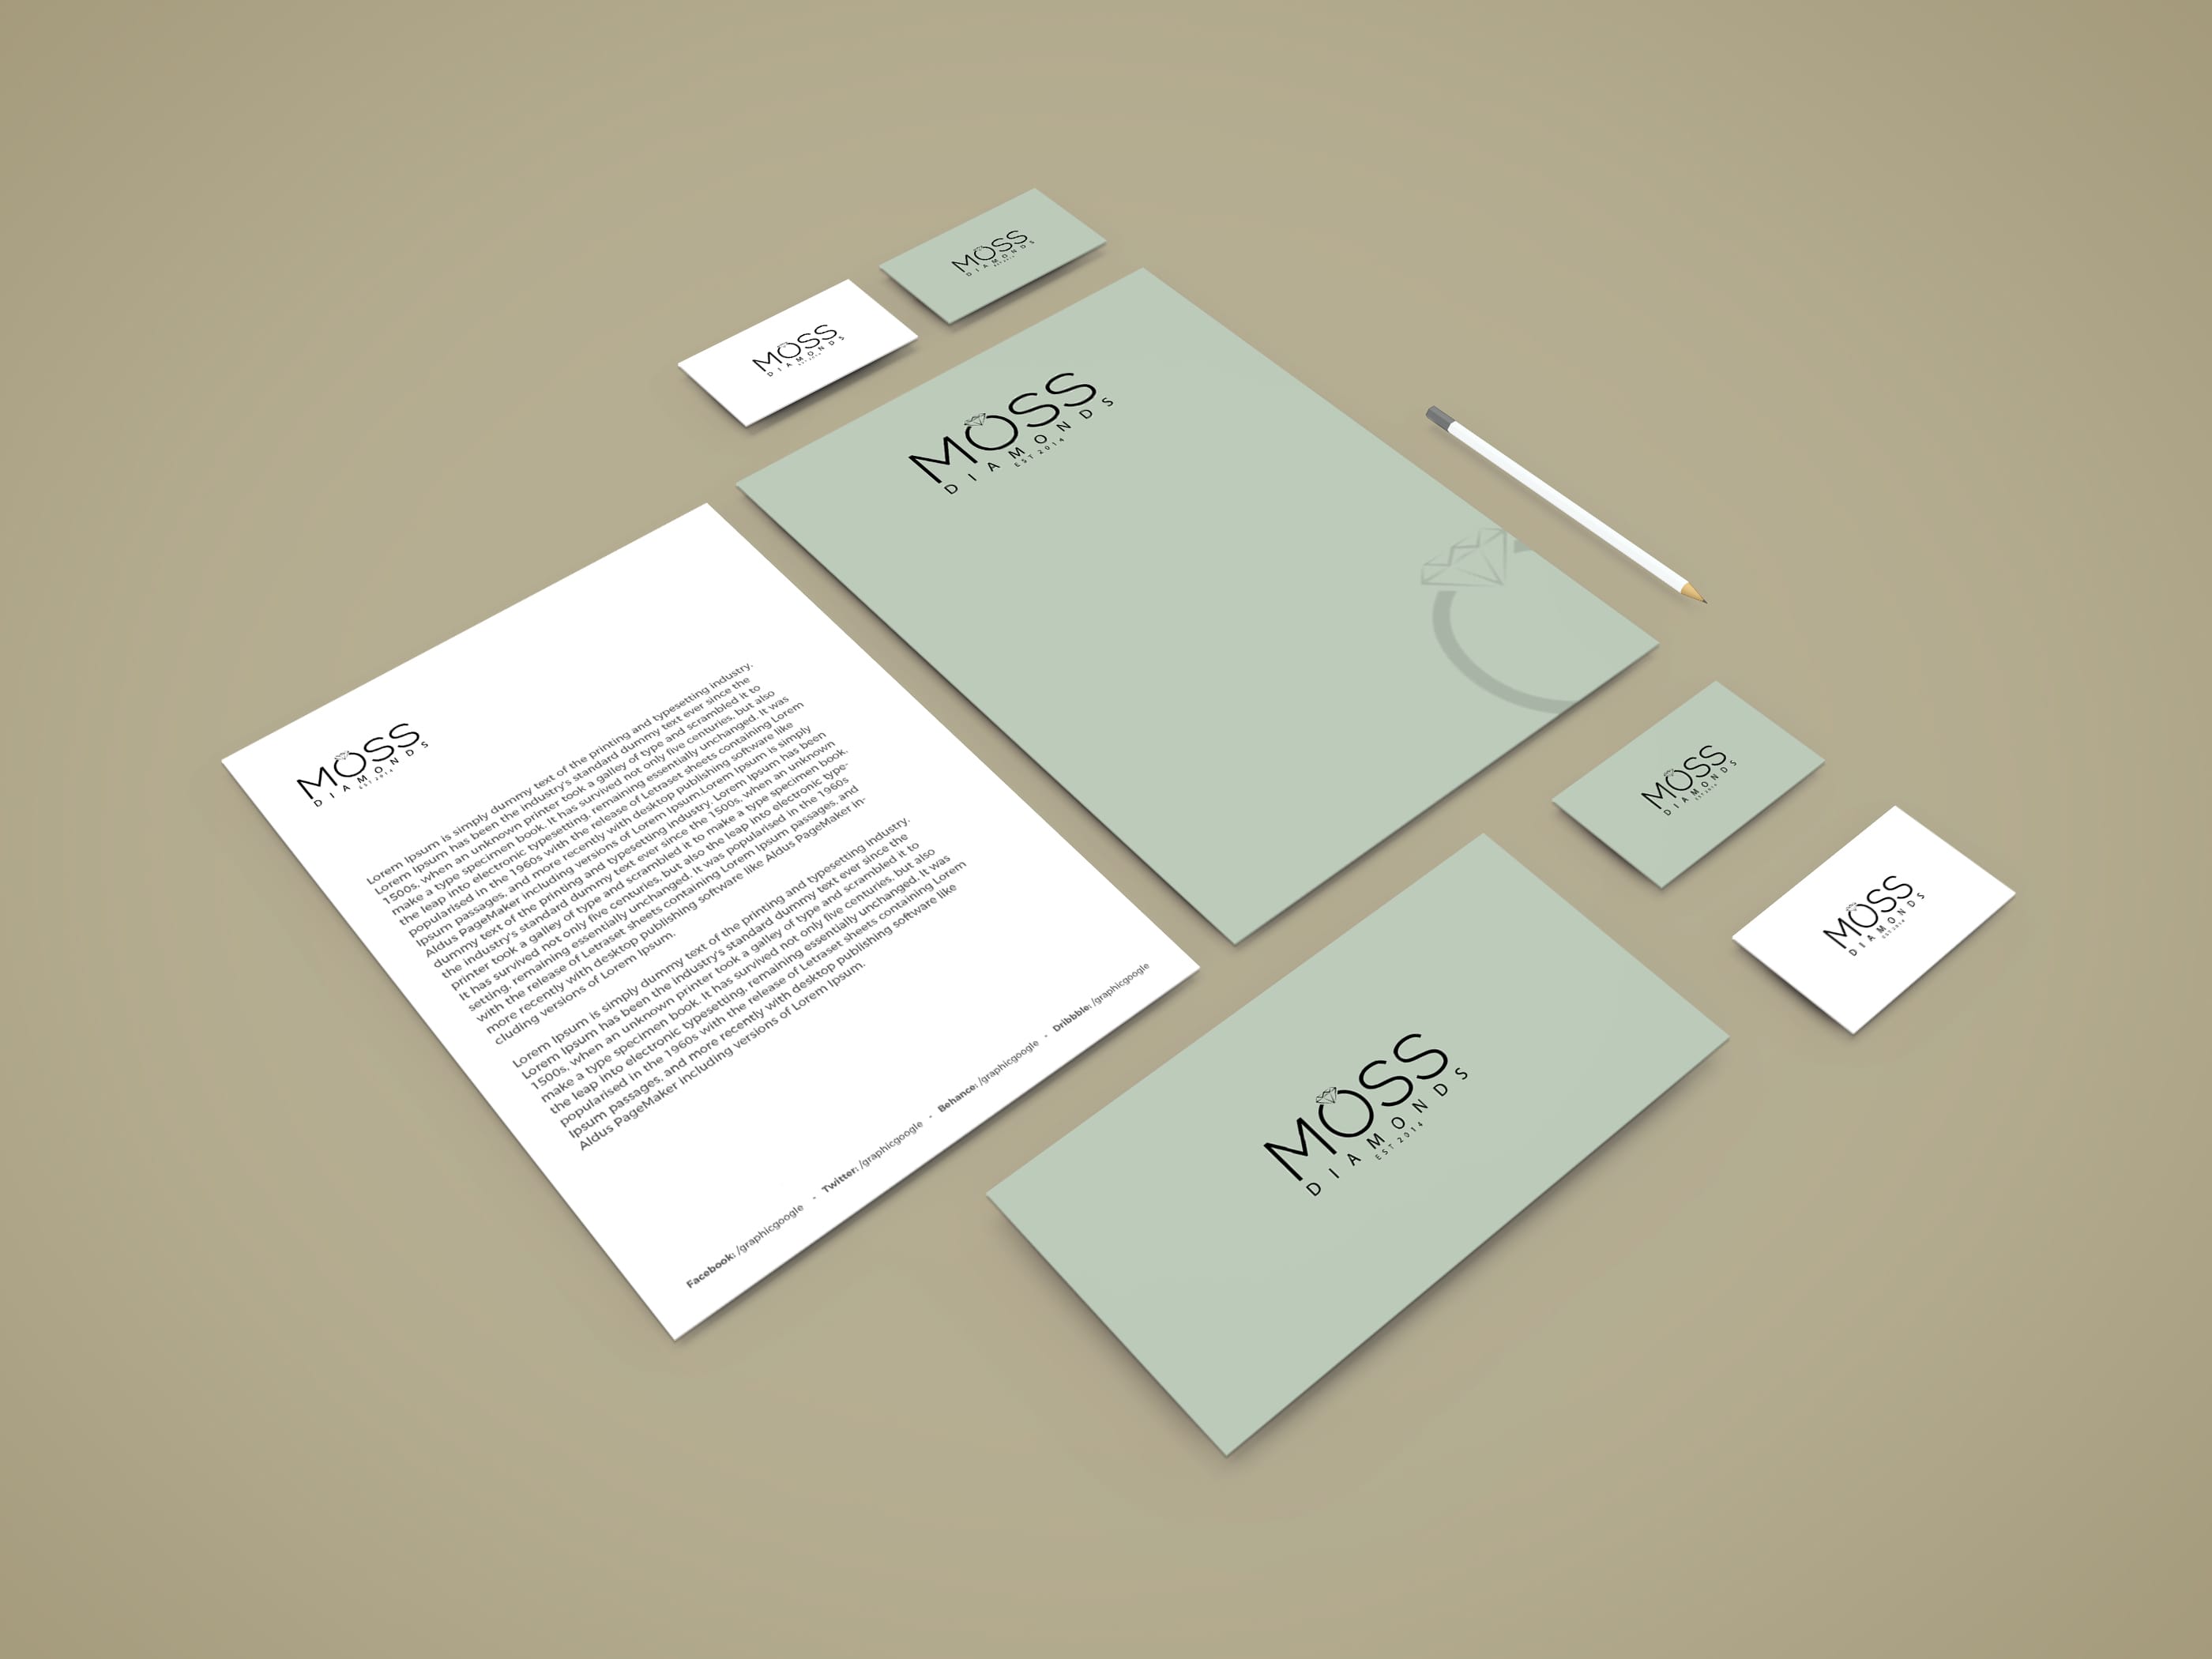 MOSS
DIAMONDS
MOSS
DIAMONDS
MOSS
DIAMONDS
EST 2014
MOSS
DIAMONDS
EST 2014
Lorem Ipsum is simply dummy text of the printing and typesetting industry.
Lorem Ipsum has been the industry's standard dummy text ever since the
1500s, when an unknown printer took a galley of type and scrambled it to
make a type specimen book. It has survived not only five centuries, but also
the leap into electronic typesetting, remaining essentially unchanged. It was
popularised in the 1960s with the release of Letraset sheets containing Lorem
Ipsum passages, and more recently with desktop publishing software like
Aldus PageMaker including versions of Lorem Ipsum.Lorem Ipsum is simply
dummy text of the printing and typesetting industry. Lorem Ipsum has been
the industry's standard dummy text ever since the 1500s, when an unknown
printer took a galley of type and scrambled it to make a type specimen book.
It has survived not only five centuries, but also the leap into electronic type-
setting, remaining essentially unchanged. It was popularised in the 1960s
with the release of Letraset sheets containing Lorem Ipsum passages, and
more recently with desktop publishing software like Aldus PageMaker in-
cluding versions of Lorem Ipsum.
Lorem Ipsum is simply dummy text of the printing and typesetting industry.
Lorem Ipsum has been the industry's standard dummy text ever since the
1500s, when an unknown printer took a galley of type and scrambled it to
make a type specimen book. It has survived not only five centuries, but also
the leap into electronic typesetting, remaining essentially unchanged. It was
popularised in the 1960s with the release of Letraset sheets containing Lorem
Ipsum passages, and more recently with desktop publishing software like
Aldus PageMaker including versions of Lorem Ipsum.
Facebook: /graphicgoogle - Twitter: /graphicgoogle - Behance: /graphicgoogle - Dribbble: /graphicgoogle
MOSS
DIAMONDS
MOSS
DIAMONDS
MOSS
DIAMONDS
EST 2014